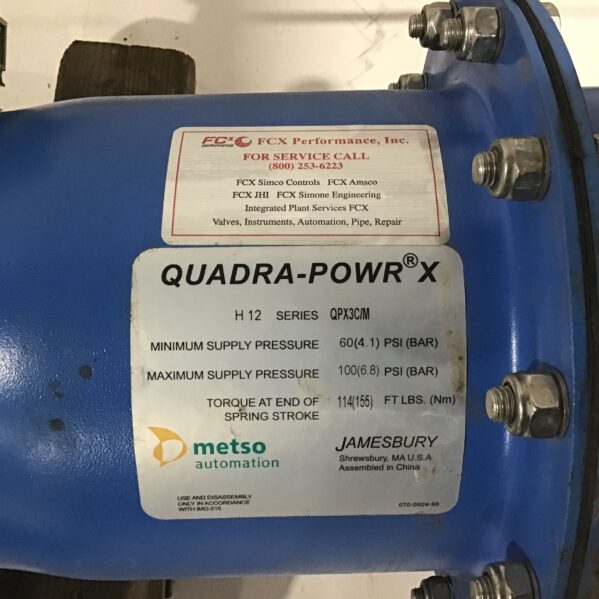 FCX performance FCX Performance, Inc.
FOR SERVICE CALL
(800) 253-6223
FCX Simco Controls FCX Amsco
FCX JHI FCX Simone Engineering
Integrated Plant Services FCX
Valves, Instruments, Automation, Pipe, Repair
QUADRA-POWR® X
H 12 SERIES QPX3C/M
MINIMUM SUPPLY PRESSURE 60(4.1) PSI (BAR)
MAXIMUM SUPPLY PRESSURE 100(6.8) PSI (BAR)
TORQUE AT END OF
SPRING STROKE 114(155) FT LBS. (Nm)
metso
automation
JAMESBURY
Shrewsbury, MA U.S.A
Assembled in China
USE AND DISASSEMBLY
ONLY IN ACCORDANCE
WITH IMO-215
070-0924-98